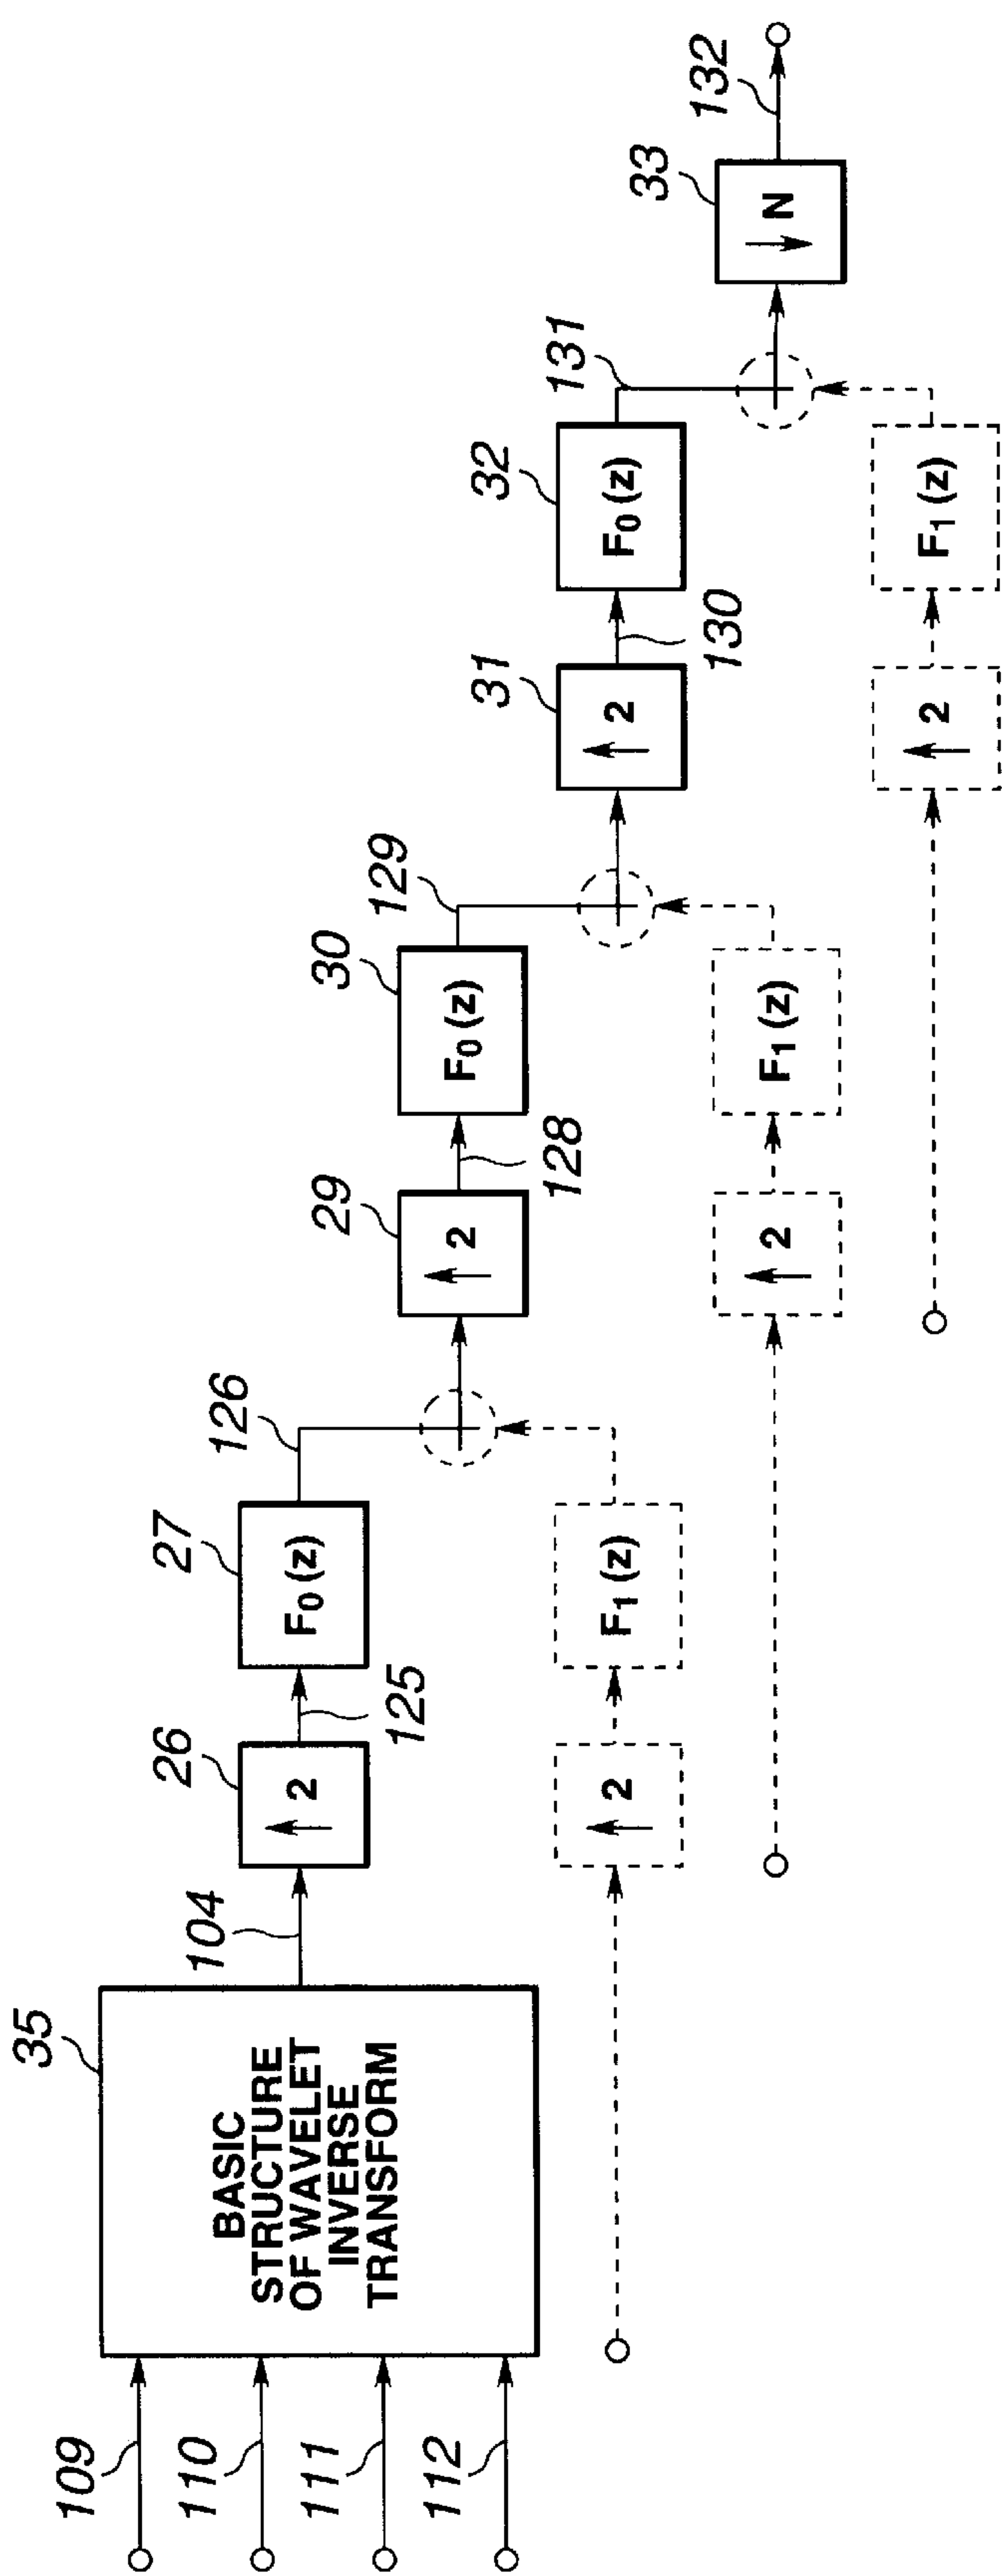 109
110
111
112
35
BASIC
STRUCTURE
OF WAVELET
INVERSE
TRANSFORM
104
26
↑ 2
125
27
F0 (z)
126
↑ 2
F1 (z)
29
↑ 2
128
30
F0 (z)
129
↑ 2
F1 (z)
31
↑ 2
130
32
F0 (z)
131
↑ 2
F1 (z)
33
↓ N
132